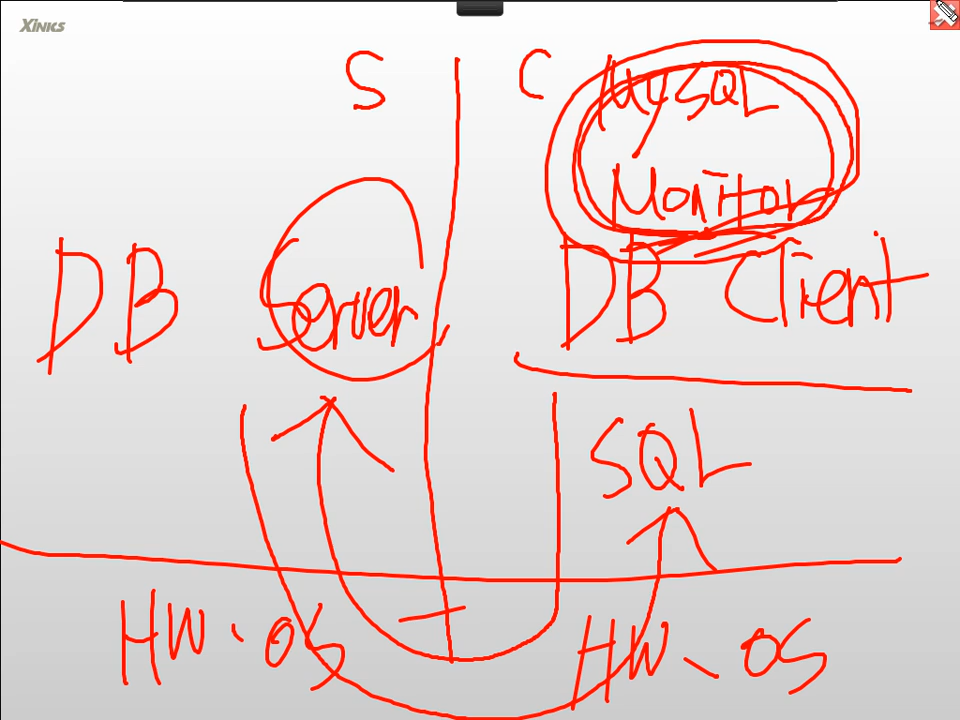 XINKS
S C MySQL
Monitor
DB Server DB Client
SQL
HW. OS HW. OS